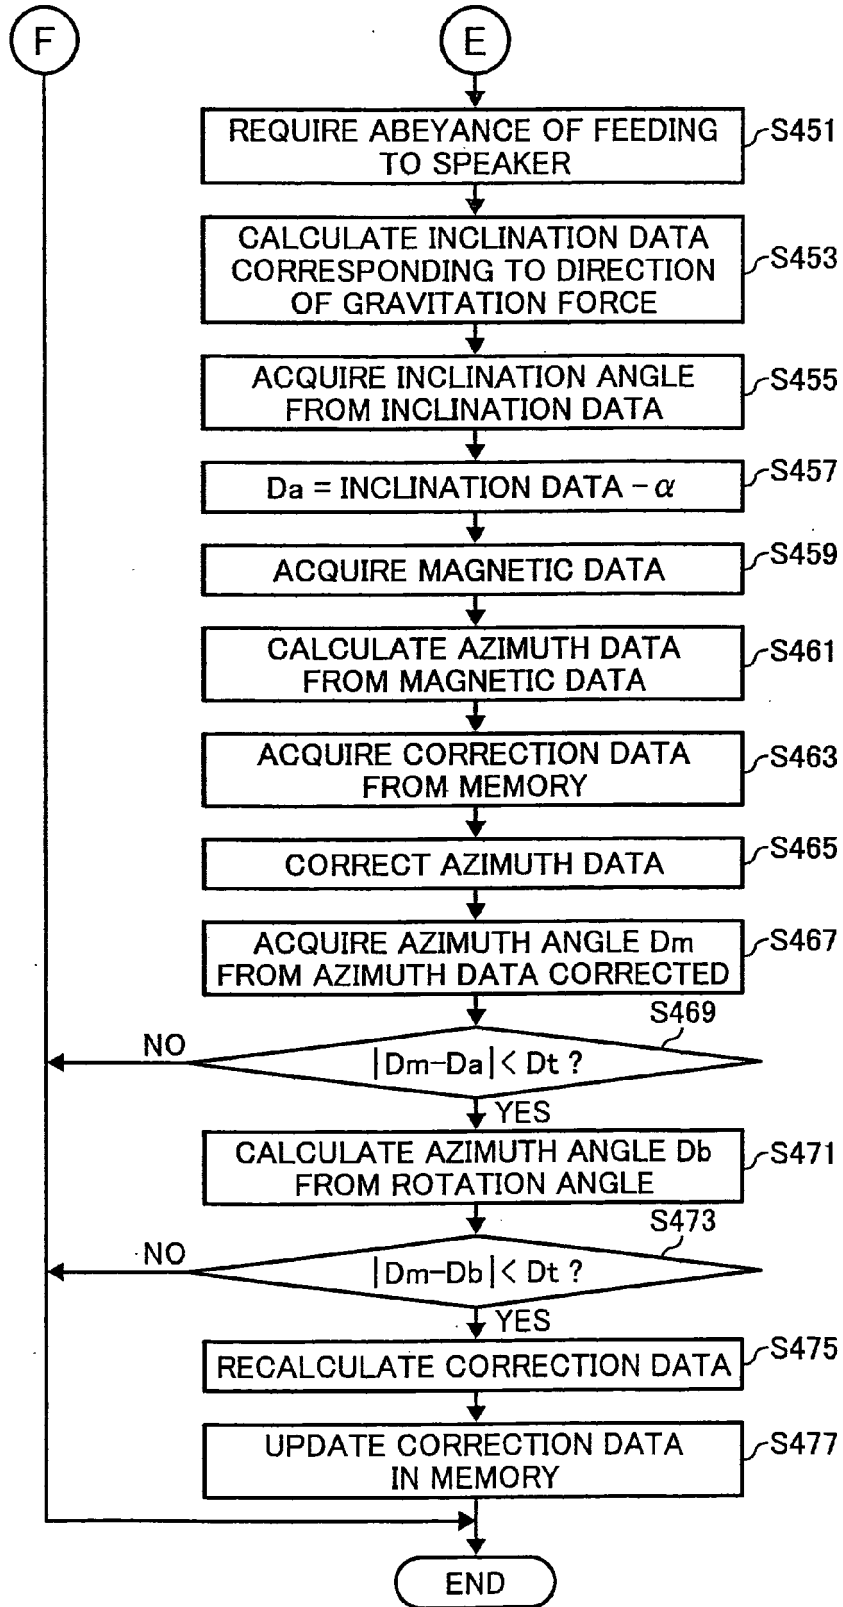 F
E
REQUIRE ABEYANCE OF FEEDING
TO SPEAKER
S451
CALCULATE INCLINATION DATA
CORRESPONDING TO DIRECTION
OF GRAVITATION FORCE
S453
ACQUIRE INCLINATION ANGLE
FROM INCLINATION DATA
S455
Da = INCLINATION DATA - α
S457
ACQUIRE MAGNETIC DATA
S459
CALCULATE AZIMUTH DATA
FROM MAGNETIC DATA
S461
ACQUIRE CORRECTION DATA
FROM MEMORY
S463
CORRECT AZIMUTH DATA
S465
ACQUIRE AZIMUTH ANGLE Dm
FROM AZIMUTH DATA CORRECTED
S467
S469
NO
|Dm-Da| < Dt ?
YES
CALCULATE AZIMUTH ANGLE Db
FROM ROTATION ANGLE
S471
S473
NO
|Dm-Db| < Dt ?
YES
RECALCULATE CORRECTION DATA
S475
UPDATE CORRECTION DATA
IN MEMORY
S477
END